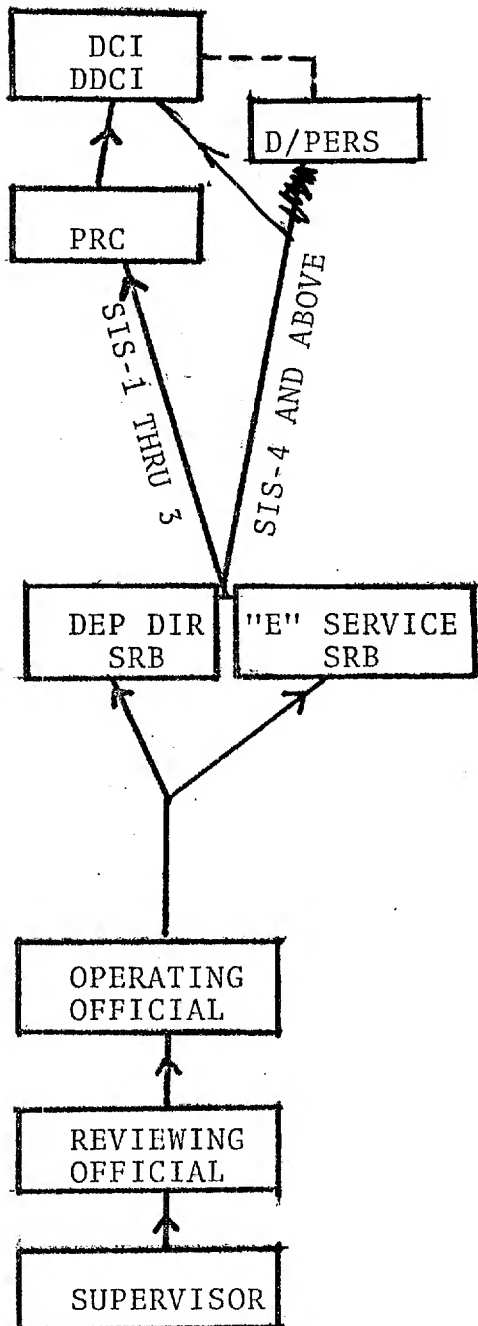 DCI
DDCI
D/PERS
PRC
SIS-1 THRU 3
SIS-4 AND ABOVE
DEP DIR
SRB
"E" SERVICE
SRB
OPERATING
OFFICIAL
REVIEWING
OFFICIAL
SUPERVISOR